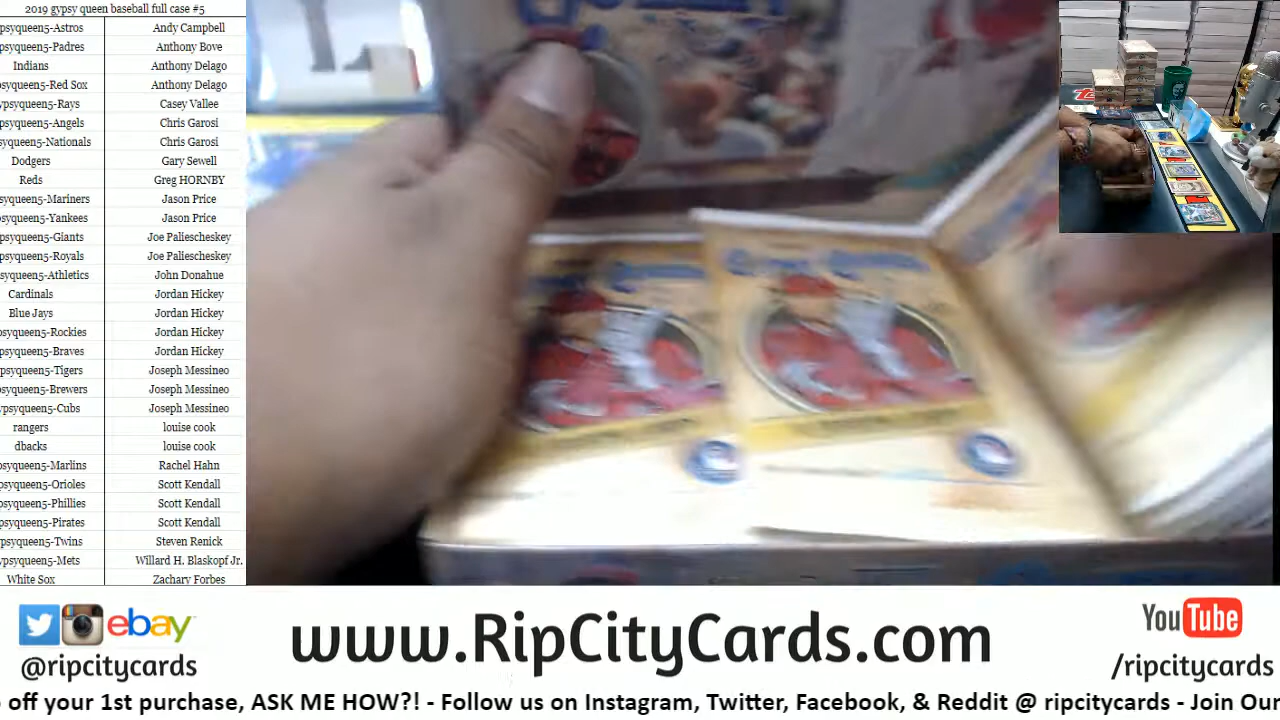 2019 gypsy queen baseball full case #5
psyqueen5-Astros Andy Campbell
psyqueen5-Padres Anthony Bove
Indians Anthony Delago
psyqueen5-Red Sox Anthony Delago
ypsyqueen5-Rays Casey Vallee
psyqueen5-Angels Chris Garosi
psyqueen5-Nationals Chris Garosi
Dodgers Gary Sewell
Reds Greg HORNBY
psyqueen5-Mariners Jason Price
psyqueen5-Yankees Jason Price
psyqueen5-Giants Joe Paliescheskey
psyqueen5-Royals Joe Paliescheskey
psyqueen5-Athletics John Donahue
Cardinals Jordan Hickey
Blue Jays Jordan Hickey
psyqueen5-Rockies Jordan Hickey
psyqueen5-Braves Jordan Hickey
psyqueen5-Tigers Joseph Messineo
psyqueen5-Brewers Joseph Messineo
ypsyqueen5-Cubs Joseph Messineo
rangers louise cook
dbacks louise cook
psyqueen5-Marlins Rachel Hahn
psyqueen5-Orioles Scott Kendall
psyqueen5-Phillies Scott Kendall
psyqueen5-Pirates Scott Kendall
psyqueen5-Twins Steven Renick
ypsyqueen5-Mets Willard H. Blaskopf Jr.
White Sox Zachary Forbes
ebay
@ripcitycards
www.RipCityCards.com
YouTube
/ripcitycards
off your 1st purchase, ASK ME HOW?! - Follow us on Instagram, Twitter, Facebook, & Reddit @ ripcitycards - Join Our